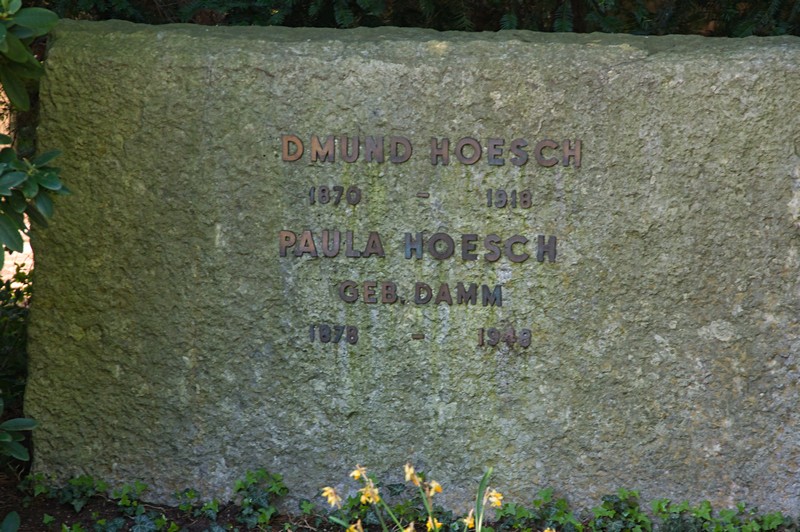 DMUND HOESCH
1870 - 1918
PAULA HOESCH
GEB. DAMM
1878 - 1948